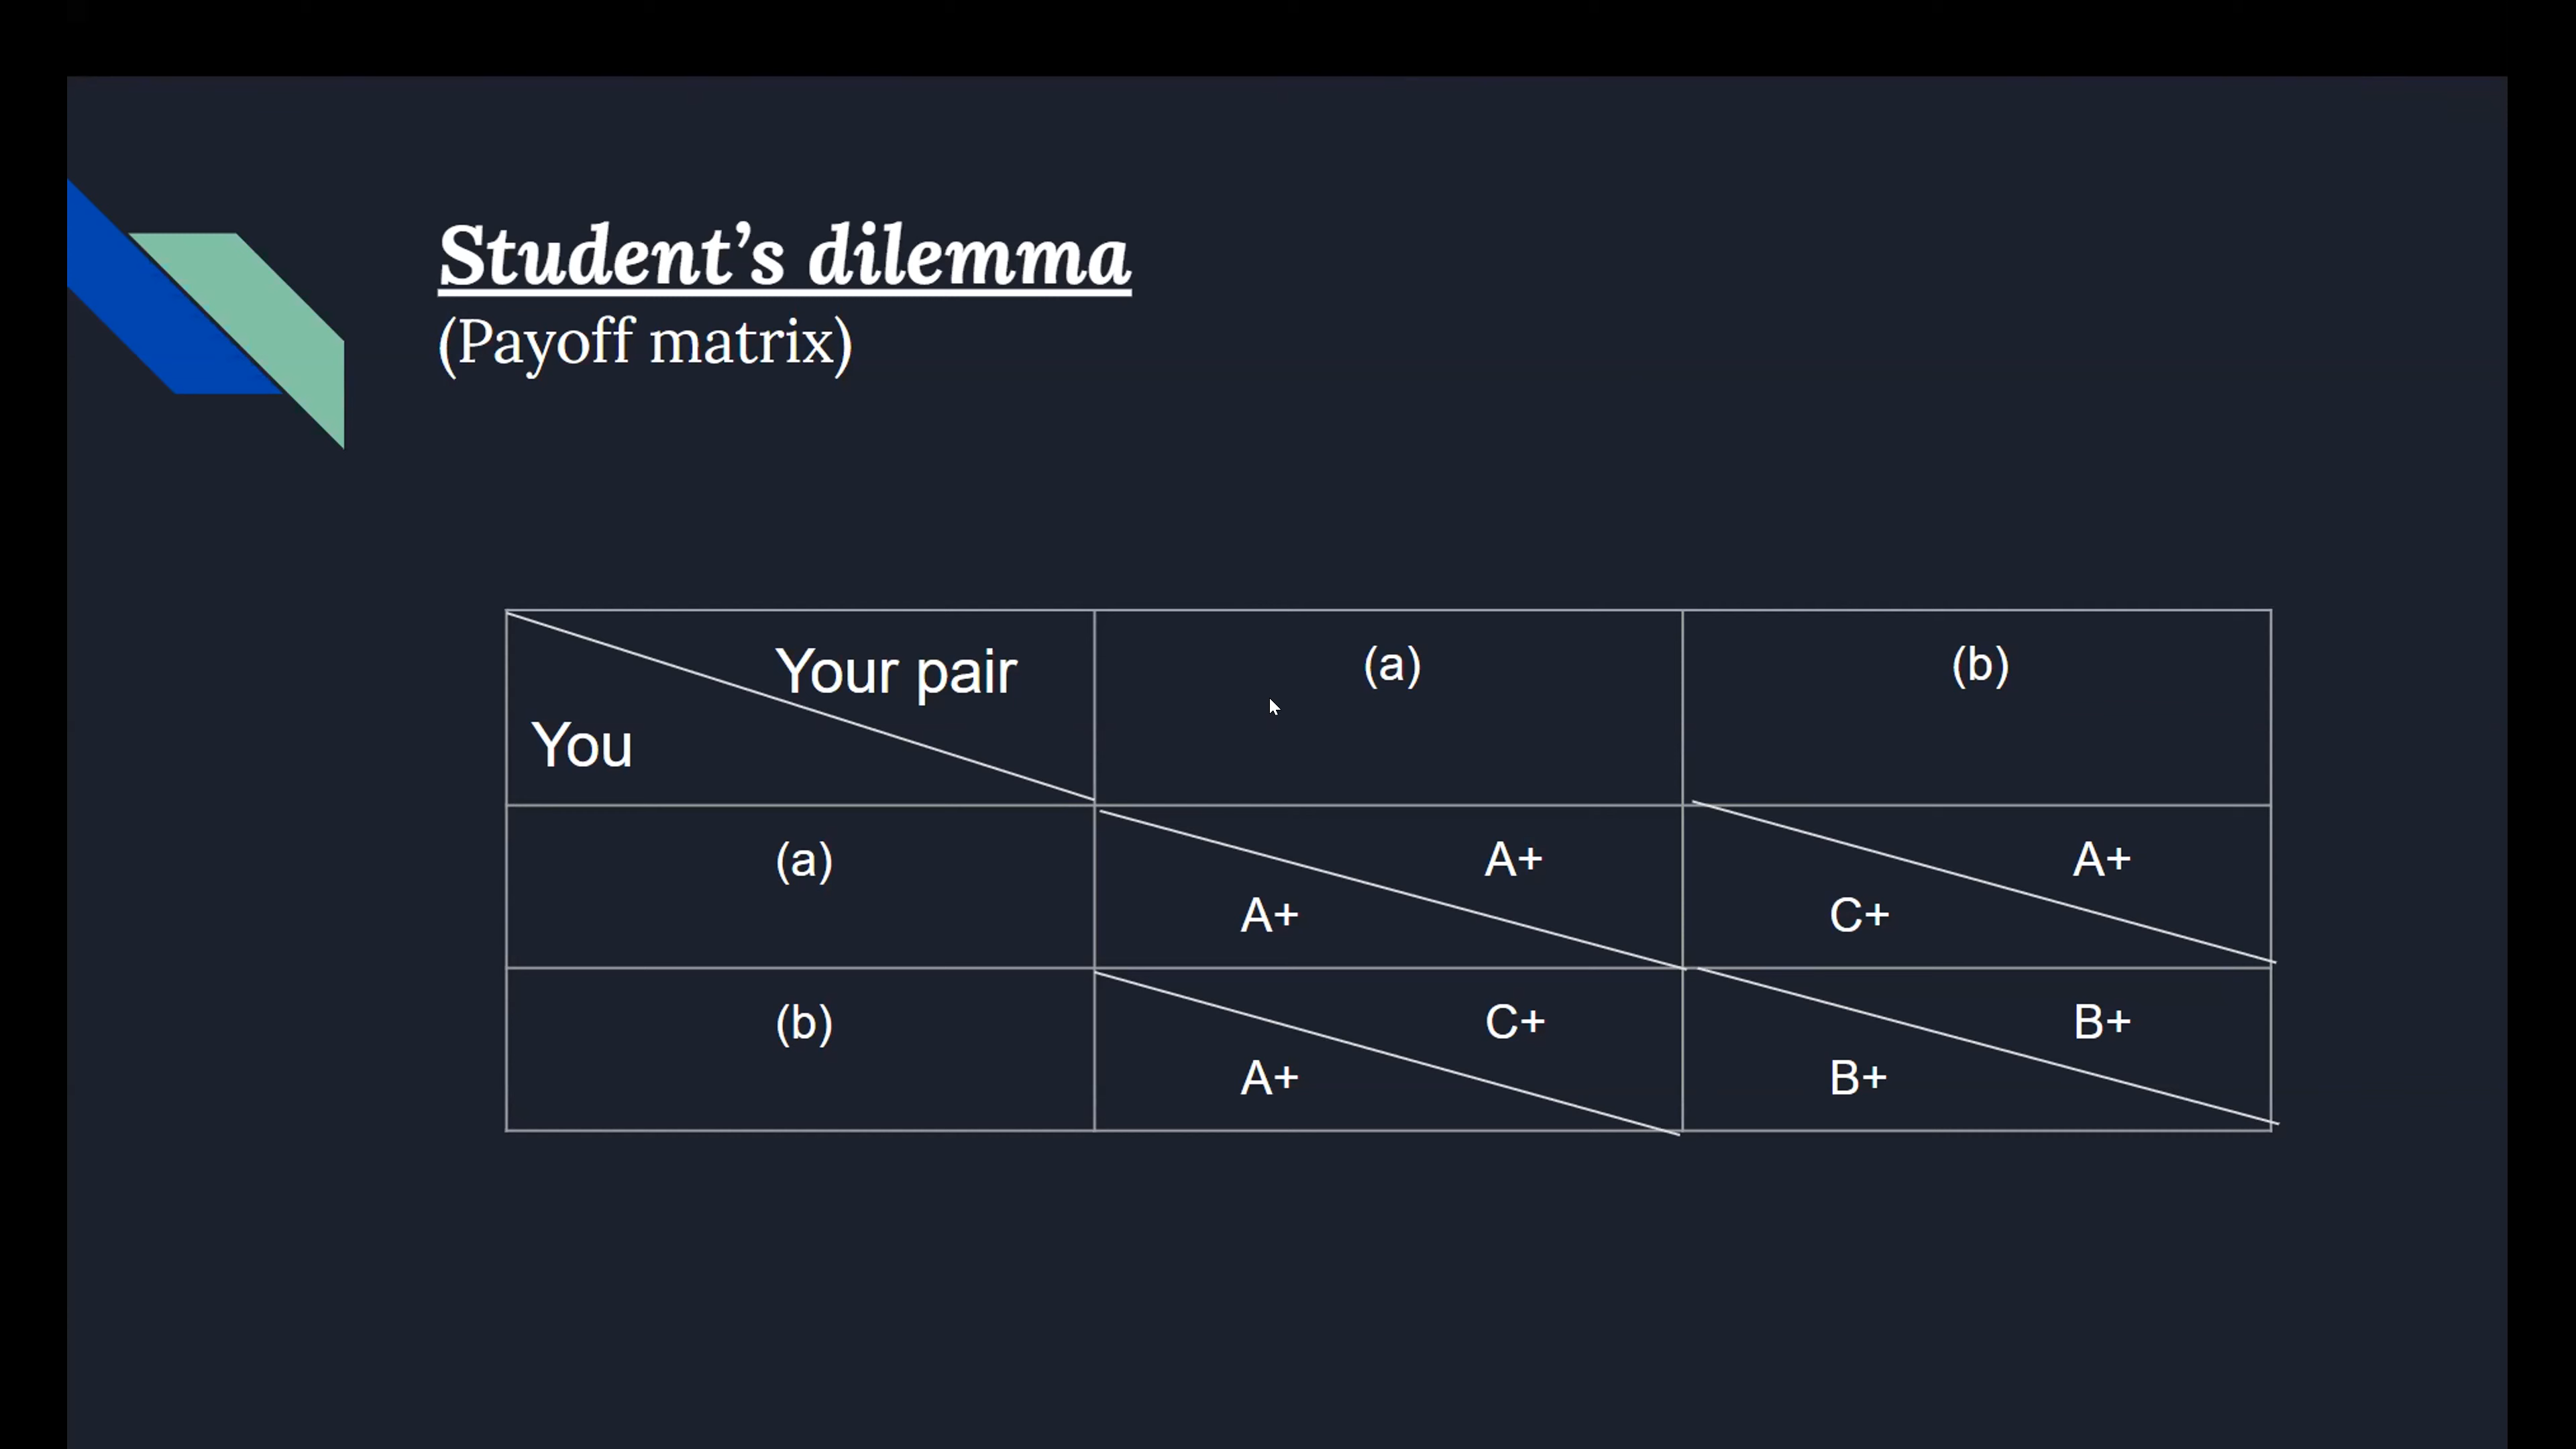 Student’s dilemma
(Payoff matrix)
Your pair
You
(a)
(b)
(a)
A+
A+
A+
C+
(b)
C+
A+
B+
B+